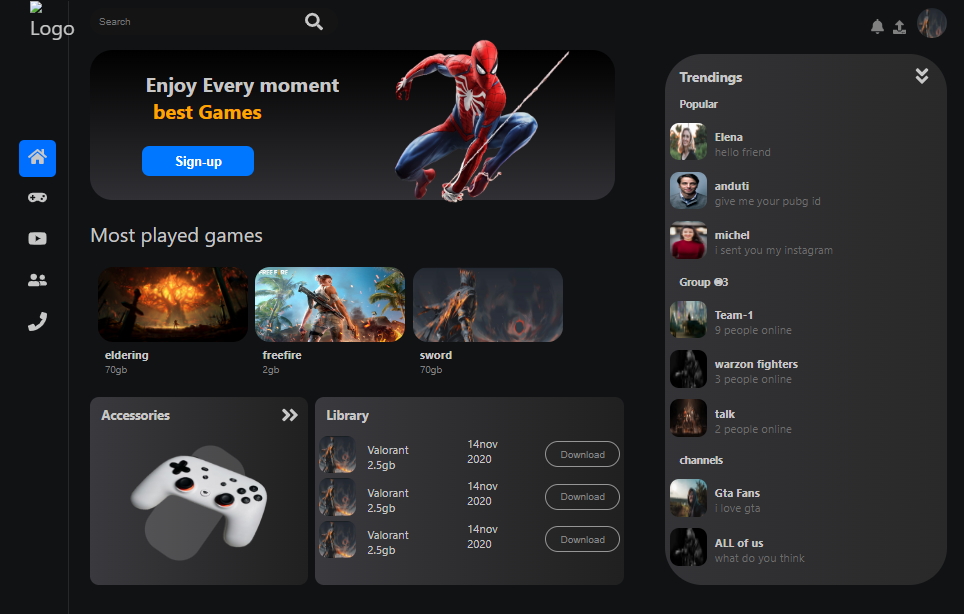 Logo
Search
Enjoy Every moment
best Games
Sign-up
Most played games
FREE FIRE
eldering
70gb
freefire
2gb
sword
70gb
Accessories
Library
Valorant
2.5gb
14nov
2020
Download
Valorant
2.5gb
14nov
2020
Download
Valorant
2.5gb
14nov
2020
Download
Trendings
Popular
Elena
hello friend
anduti
give me your pubg id
michel
i sent you my instagram
Group
3
Team-1
9 people online
warzon fighters
3 people online
talk
2 people online
channels
Gta Fans
i love gta
ALL of us
what do you think